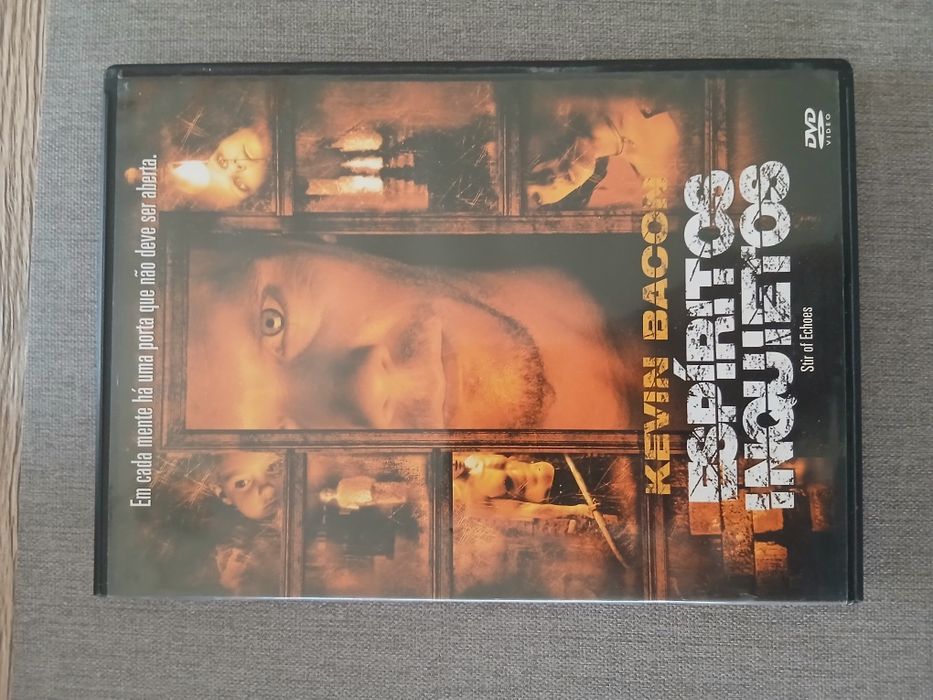 Em cada mente há uma porta que não deve ser aberta.
KEVIN BACON
ESPÍRITOS
INQUIETOS
Stir of Echoes
DVD
VIDEO